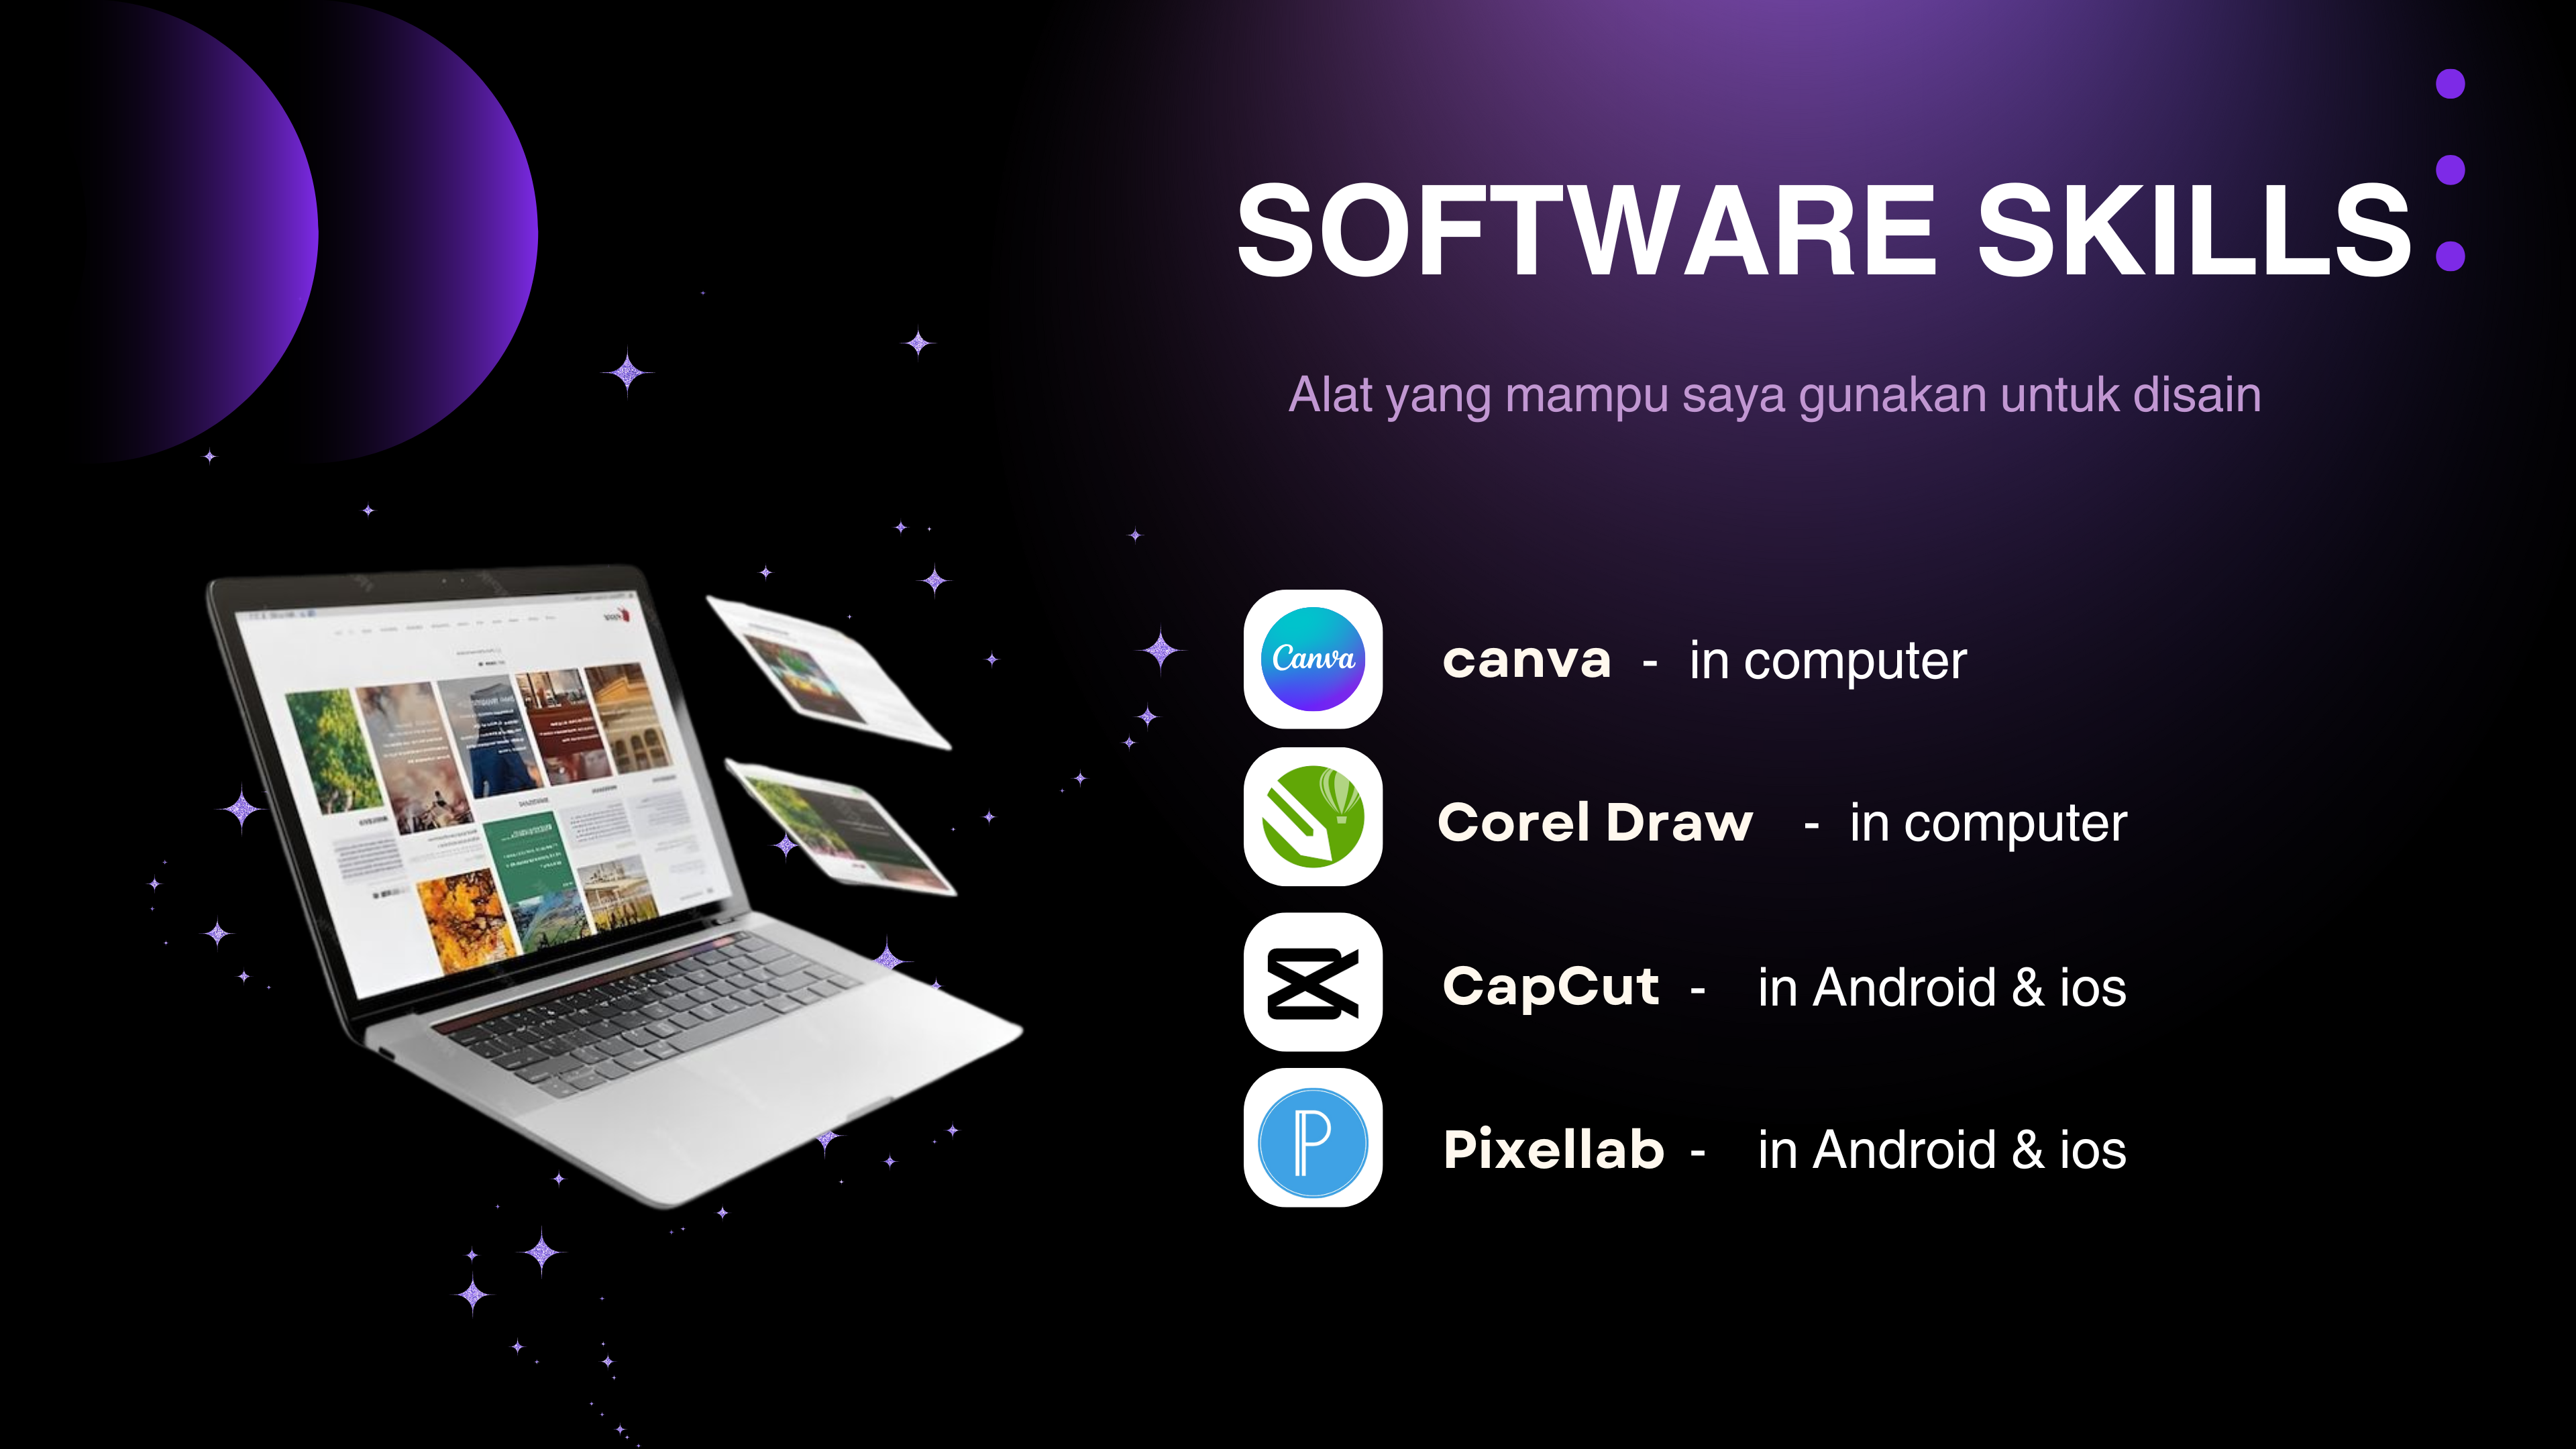 SOFTWARE SKILLS
Alat yang mampu saya gunakan untuk disain
Canva
canva - in computer
Corel Draw - in computer
CapCut - in Android & ios
P
Pixellab - in Android & ios